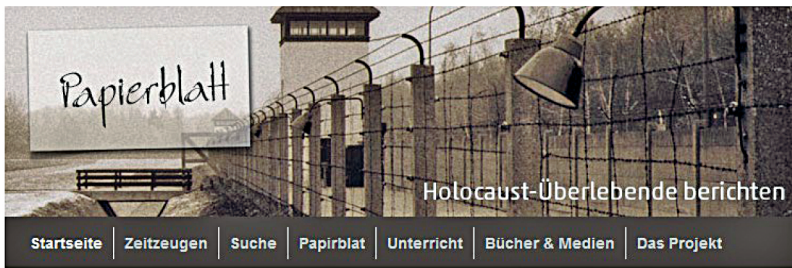 Papierblatt
Holocaust-Überlebende berichten
Startseite Zeitzeugen Suche Papirblat Unterricht Bücher & Medien Das Projekt